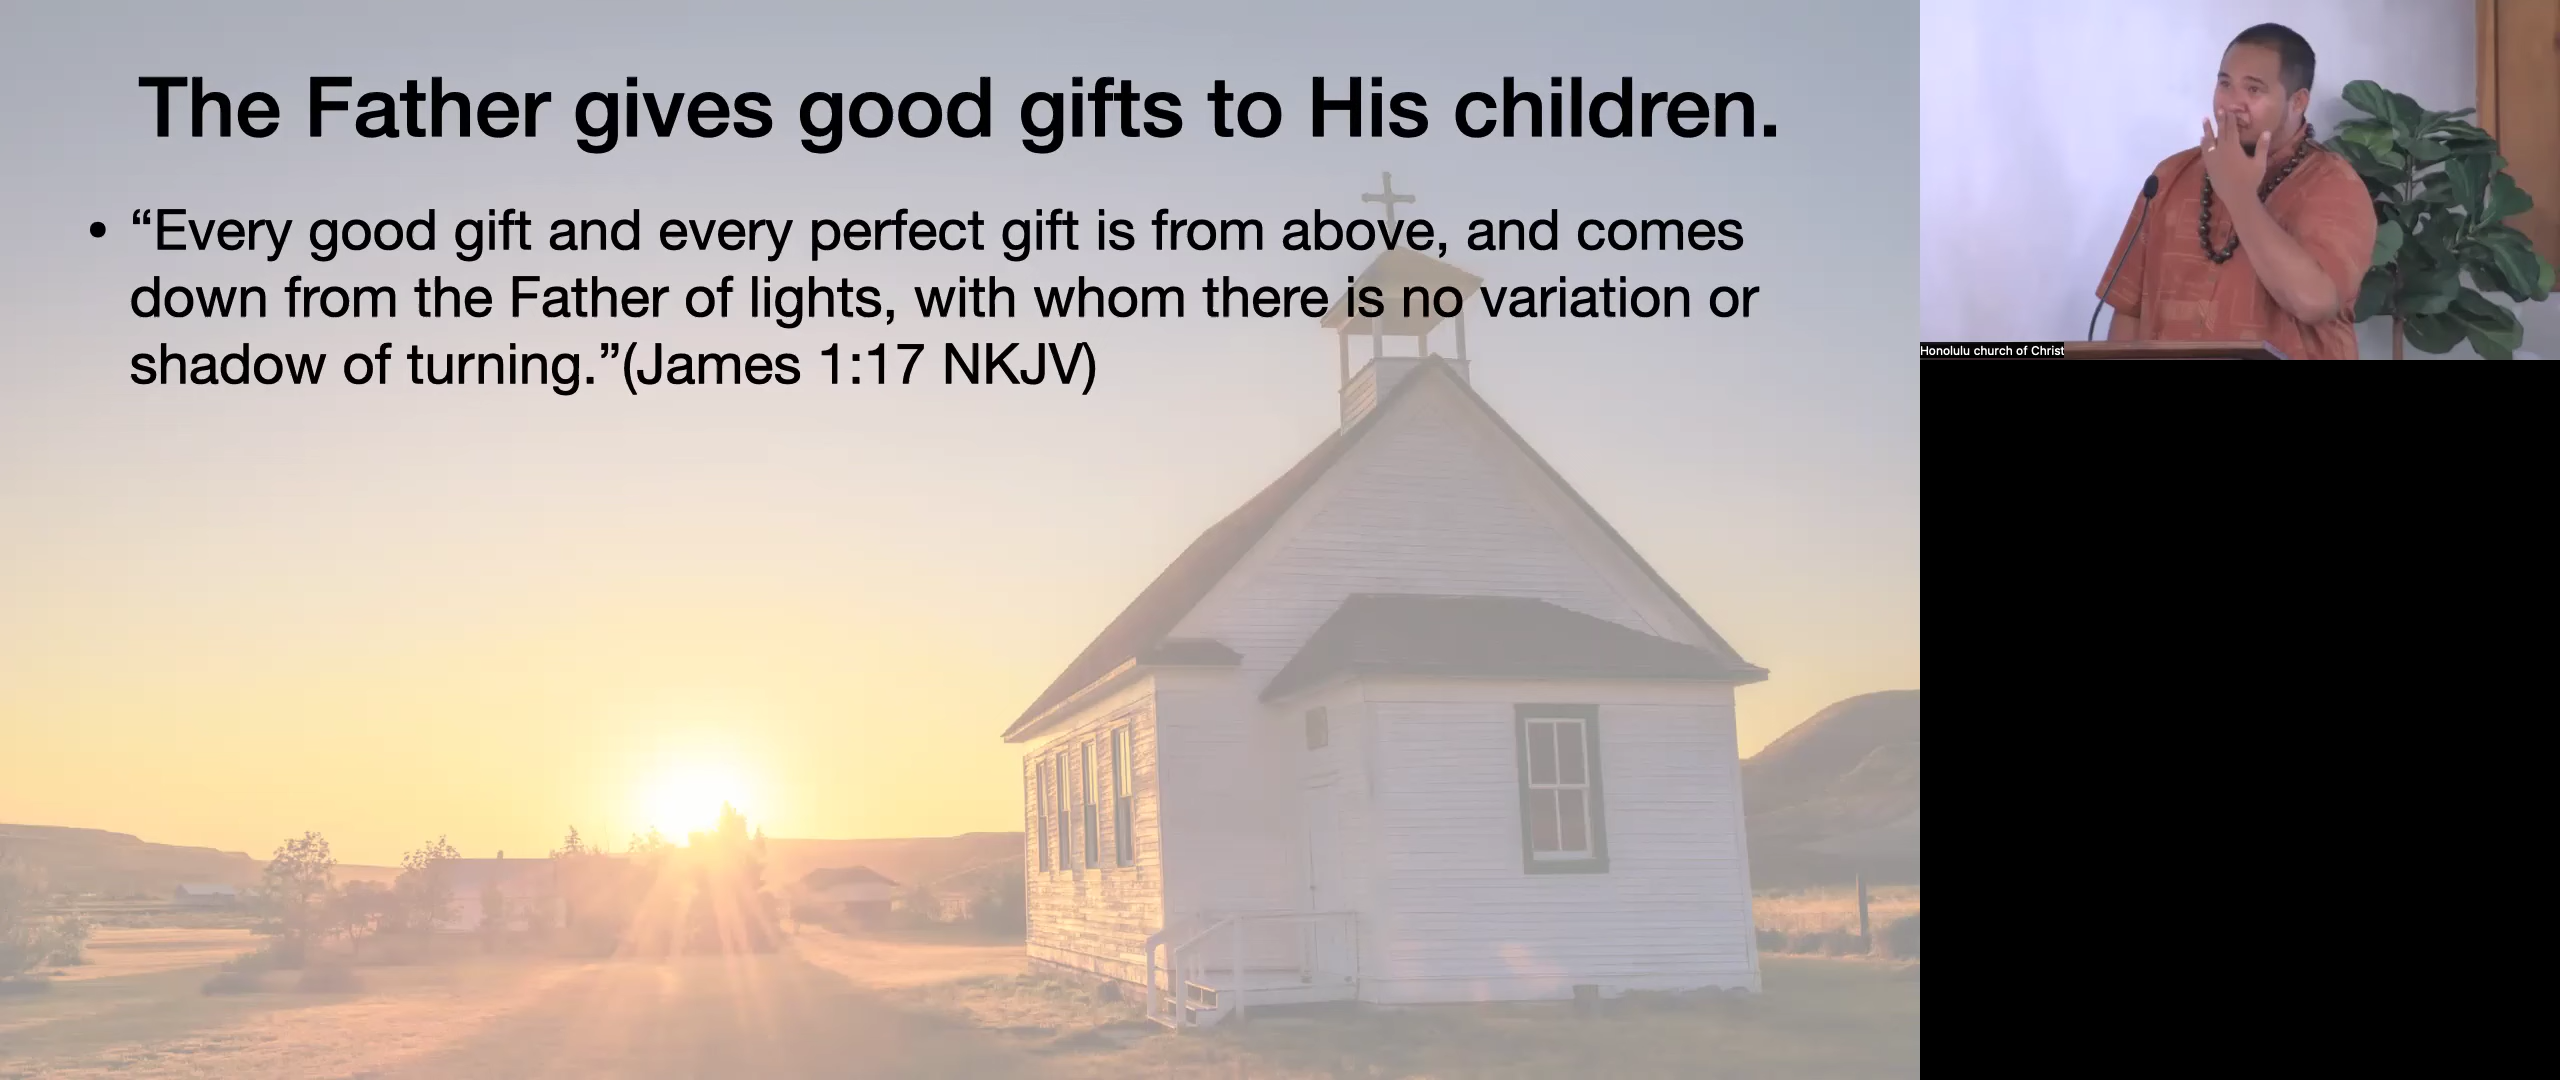 The Father gives good gifts to His children.
• “Every good gift and every perfect gift is from above, and comes
down from the Father of lights, with whom there is no variation or
shadow of turning.”(James 1:17 NKJV)
Honolulu church of Christ